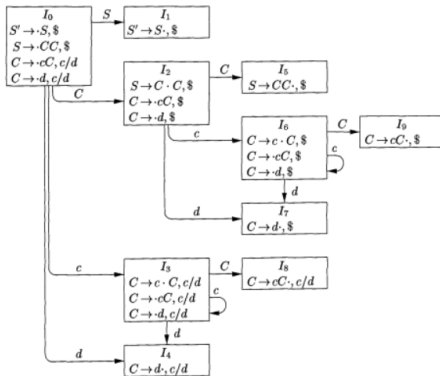 I₀
S' → ·S, $
S → ·CC, $
C → ·cC, c/d
C → ·d, c/d
S
I₁
S' → S·, $
C
I₂
S → C · C, $
C → ·cC, $
C → ·d, $
C
I₅
S → CC·, $
c
I₆
C → c · C, $
C → ·cC, $
C → ·d, $
C
I₉
C → cC·, $
c
d
d
I₇
C → d·, $
c
I₃
C → c · C, c/d
C → ·cC, c/d
C → ·d, c/d
C
I₈
C → cC·, c/d
c
d
d
I₄
C → d·, c/d